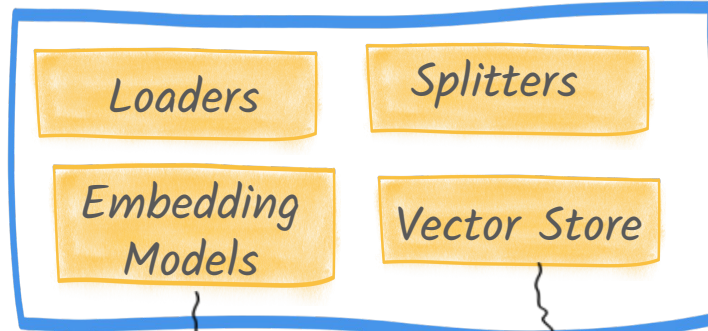 Loaders
Splitters
Embedding
Models
Vector Store